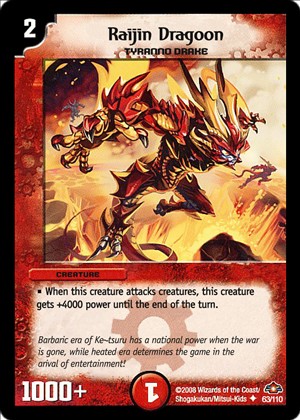 2
Raijin Dragoon
TYRANNO DRAKE
CREATURE
▪ When this creature attacks creatures, this creature
gets +4000 power until the end of the turn.
Barbaric era of Ke-tsuru has a national power when the war
is gone, while heated era determines the game in the
arrival of entertainment!
1000+
1
©2008 Wizards of the Coast/
Shogakukan/Mitsui-Kids ✦ 63/110